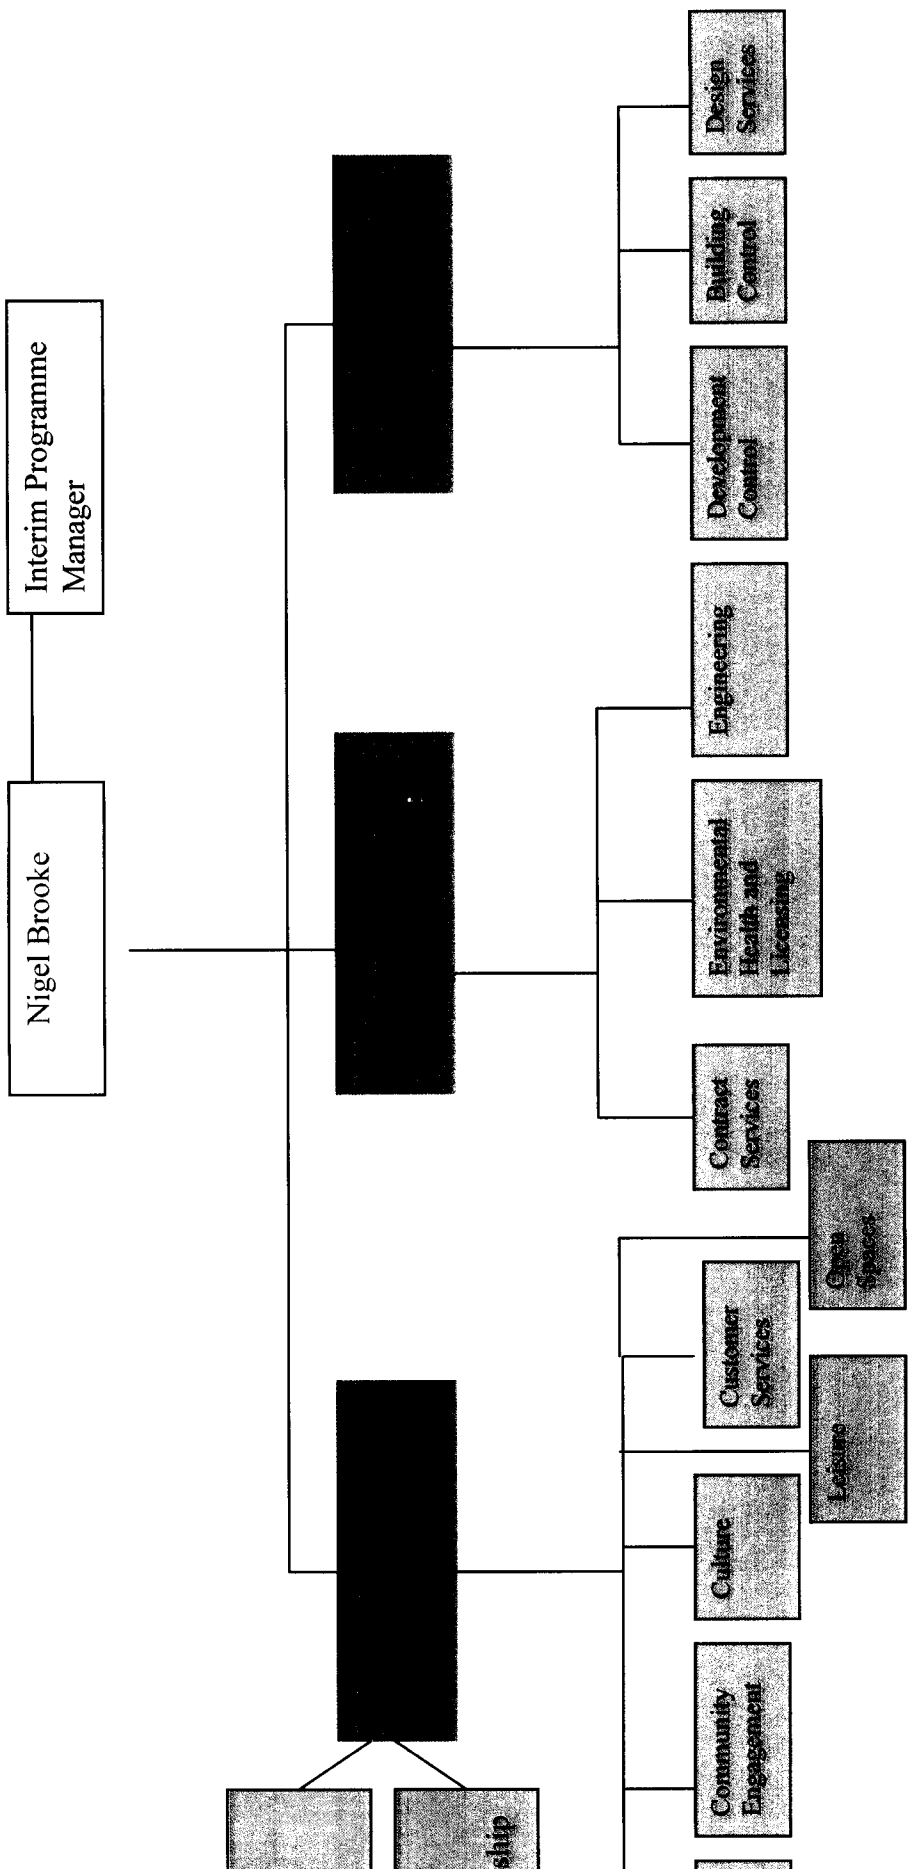 Nigel Brooke
Interim Programme
Manager
ship
Community
Engagement
Culture
Customer
Services
Contract
Services
Environmental
Health and
Licensing
Engineering
Development
Control
Building
Control
Design
Services
Leisure
Open
Spaces